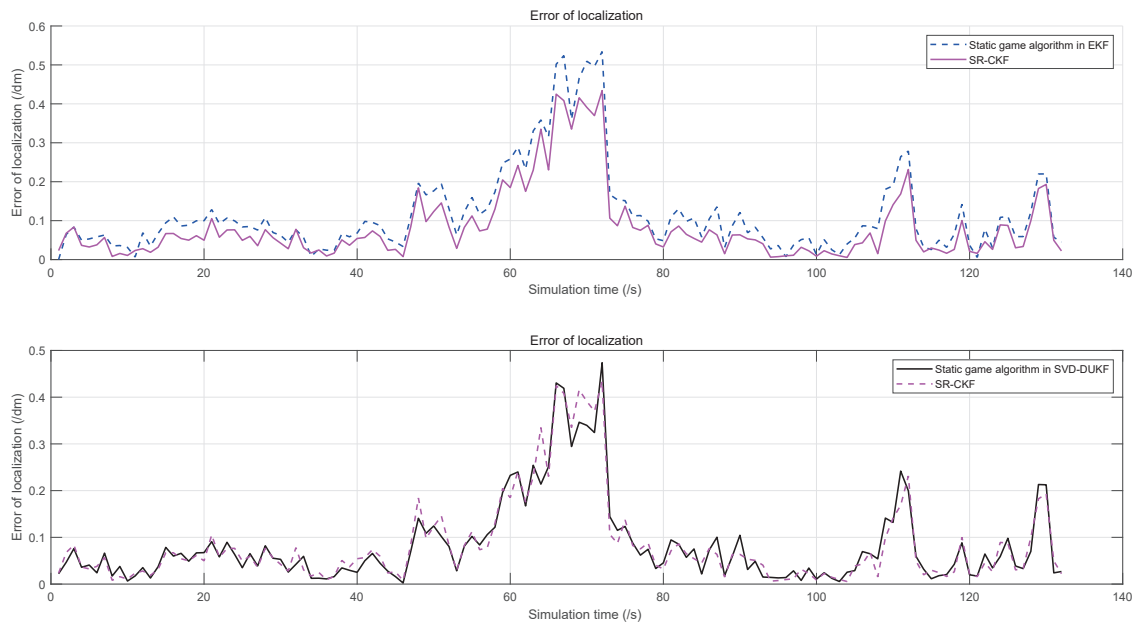 Error of localization
Error of localization (/dm)
0.6
0.5
0.4
0.3
0.2
0.1
0
Static game algorithm in EKF
SR-CKF
0 20 40 60 80 100 120 140
Simulation time (/s)
Error of localization
Error of localization (/dm)
0.5
0.4
0.3
0.2
0.1
0
Static game algorithm in SVD-DUKF
SR-CKF
0 20 40 60 80 100 120 140
Simulation time (/s)